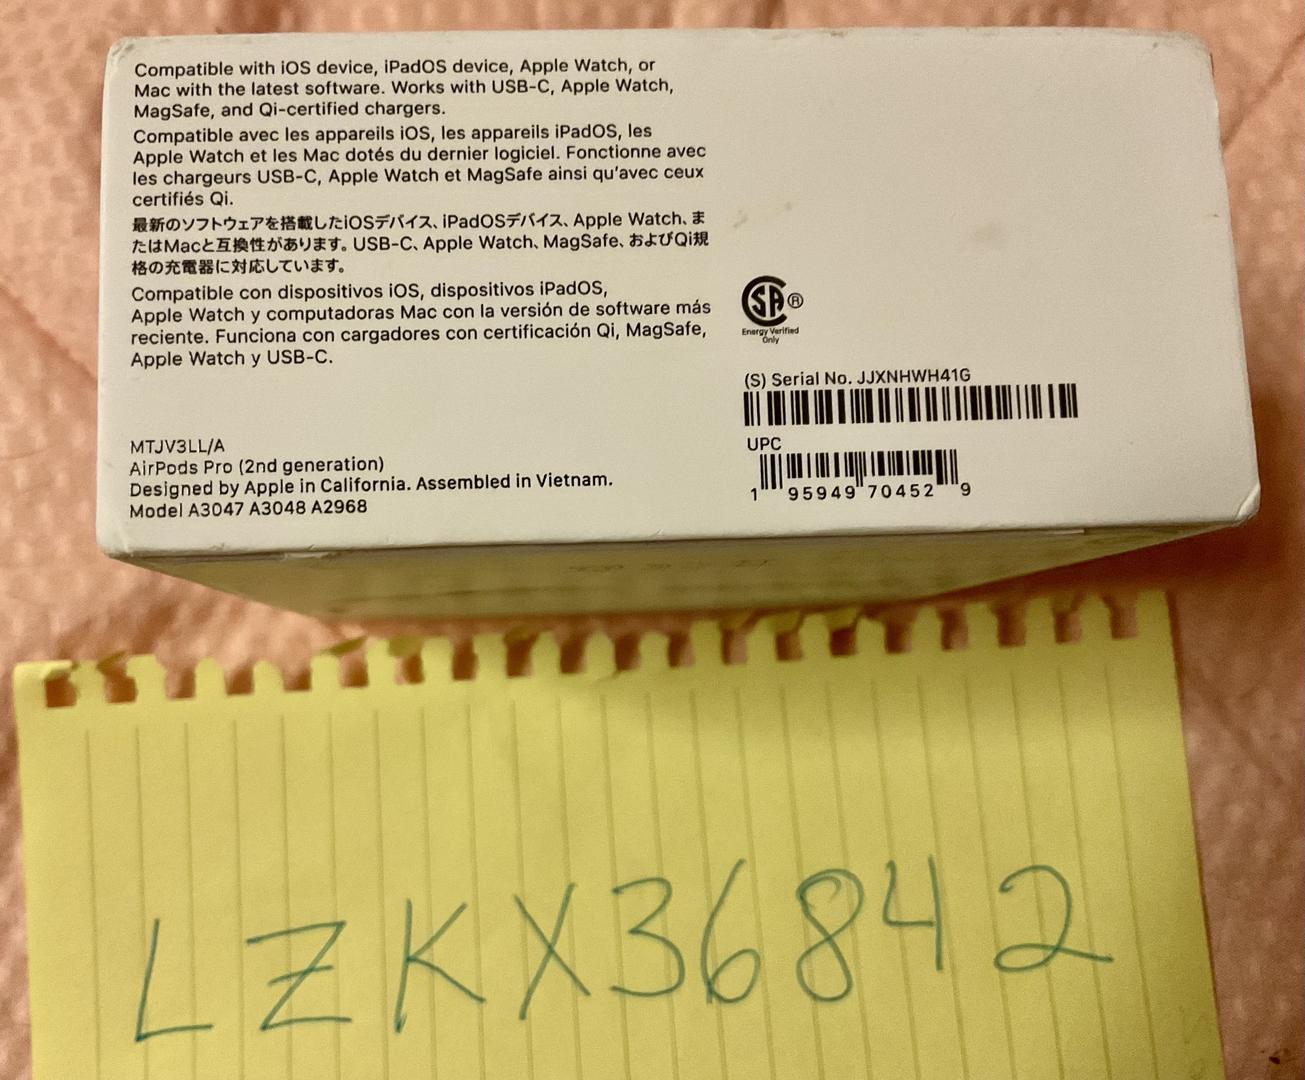 Compatible with iOS device, iPadOS device, Apple Watch, or
Mac with the latest software. Works with USB-C, Apple Watch,
MagSafe, and Qi-certified chargers.
Compatible avec les appareils iOS, les appareils iPadOS, les
Apple Watch et les Mac dotés du dernier logiciel. Fonctionne avec
les chargeurs USB-C, Apple Watch et MagSafe ainsi qu'avec ceux
certifiés Qi.
最新のソフトウェアを搭載したiOSデバイス、iPadOSデバイス、Apple Watch、ま
たはMacと互換性があります。USB-C、Apple Watch、MagSafe、およびQi規
格の充電器に対応しています。
Compatible con dispositivos iOS, dispositivos iPadOS,
Apple Watch y computadoras Mac con la versión de software más
reciente. Funciona con cargadores con certificación Qi, MagSafe,
Apple Watch y USB-C.
MTJV3LL/A
AirPods Pro (2nd generation)
Designed by Apple in California. Assembled in Vietnam.
Model A3047 A3048 A2968
SA®
Energy Verified
Only
(S) Serial No. JJXNHWH41G
UPC
1 95949 70452 9
LZKX36842